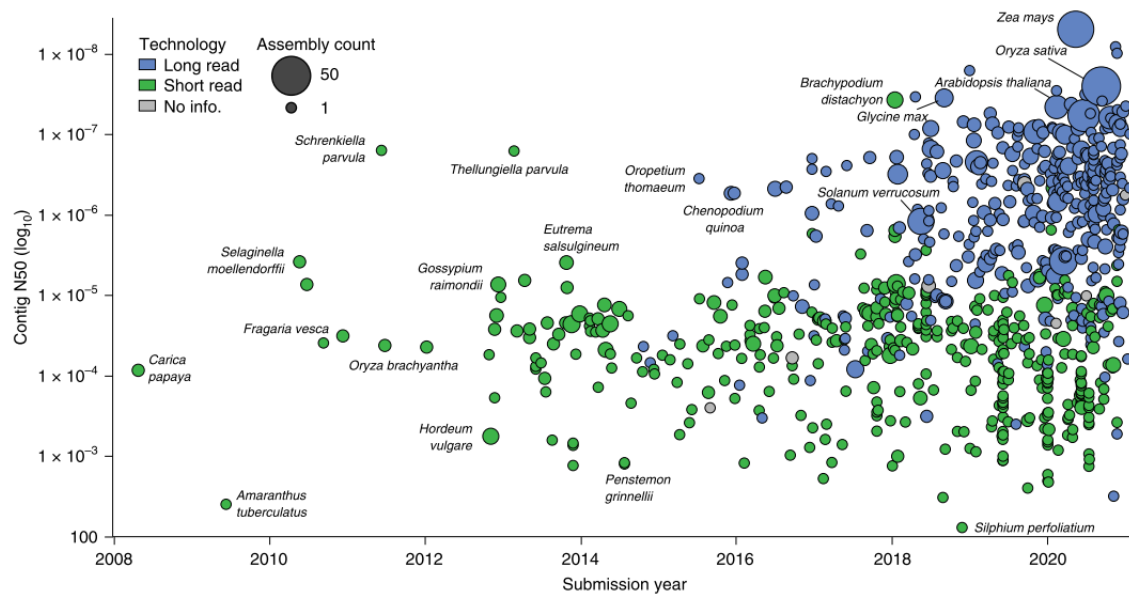 Technology
Long read
Short read
No info.
Assembly count
50
1
Zea mays
Oryza sativa
Brachypodium
distachyon
Arabidopsis thaliana
Glycine max
Schrenkiella
parvula
Thellungiella parvula
Oropetium
thomaeum
Chenopodium
quinoa
Solanum verrucosum
Selaginella
moellendorffii
Eutrema
salsugineum
Gossypium
raimondii
Fragaria vesca
Oryza brachyantha
Carica
papaya
Hordeum
vulgare
Penstemon
grinnellii
Amaranthus
tuberculatus
Silphium perfoliatum
Contig N50 (log₁₀)
1 × 10⁻⁸
1 × 10⁻⁷
1 × 10⁻⁶
1 × 10⁻⁵
1 × 10⁻⁴
1 × 10⁻³
100
2008 2010 2012 2014 2016 2018 2020
Submission year